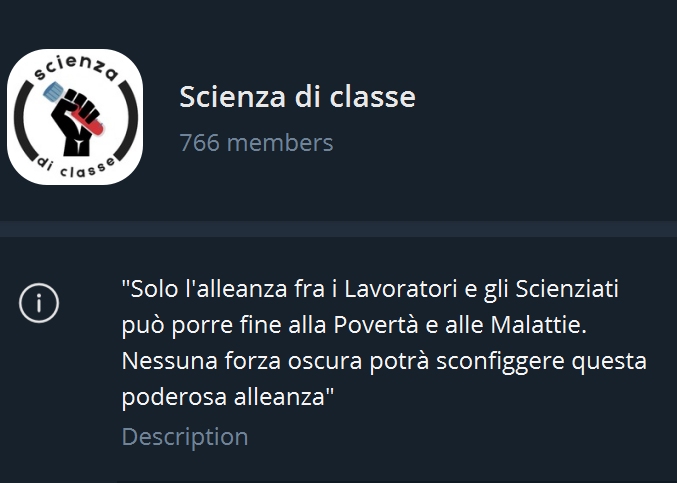 scienza
di classe
Scienza di classe
766 members
"Solo l'alleanza fra i Lavoratori e gli Scienziati
può porre fine alla Povertà e alle Malattie.
Nessuna forza oscura potrà sconfiggere questa
poderosa alleanza"
Description